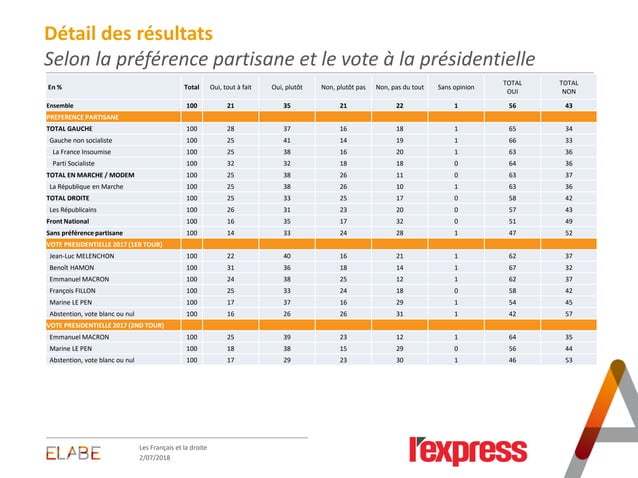 Détail des résultats
Selon la préférence partisane et le vote à la présidentielle
En % Total Oui, tout à fait Oui, plutôt Non, plutôt pas Non, pas du tout Sans opinion TOTAL OUI TOTAL NON
Ensemble 100 21 35 21 22 1 56 43
PREFERENCE PARTISANE
TOTAL GAUCHE 100 28 37 16 18 1 65 34
Gauche non socialiste 100 25 41 14 19 1 66 33
La France Insoumise 100 25 38 16 20 1 63 36
Parti Socialiste 100 32 32 18 18 0 64 36
TOTAL EN MARCHE / MODEM 100 25 38 26 11 0 63 37
La République en Marche 100 25 38 26 10 1 63 36
TOTAL DROITE 100 25 33 25 17 0 58 42
Les Républicains 100 26 31 23 20 0 57 43
Front National 100 16 35 17 32 0 51 49
Sans préférence partisane 100 14 33 24 28 1 47 52
VOTE PRESIDENTIELLE 2017 (1ER TOUR)
Jean-Luc MELENCHON 100 22 40 16 21 1 62 37
Benoît HAMON 100 31 36 18 14 1 67 32
Emmanuel MACRON 100 24 38 25 12 1 62 37
François FILLON 100 25 33 24 18 0 58 42
Marine LE PEN 100 17 37 16 29 1 54 45
Abstention, vote blanc ou nul 100 16 26 26 31 1 42 57
VOTE PRESIDENTIELLE 2017 (2ND TOUR)
Emmanuel MACRON 100 25 39 23 12 1 64 35
Marine LE PEN 100 18 38 15 29 0 56 44
Abstention, vote blanc ou nul 100 17 29 23 30 1 46 53
ELABE
Les Français et la droite
2/07/2018
l'express